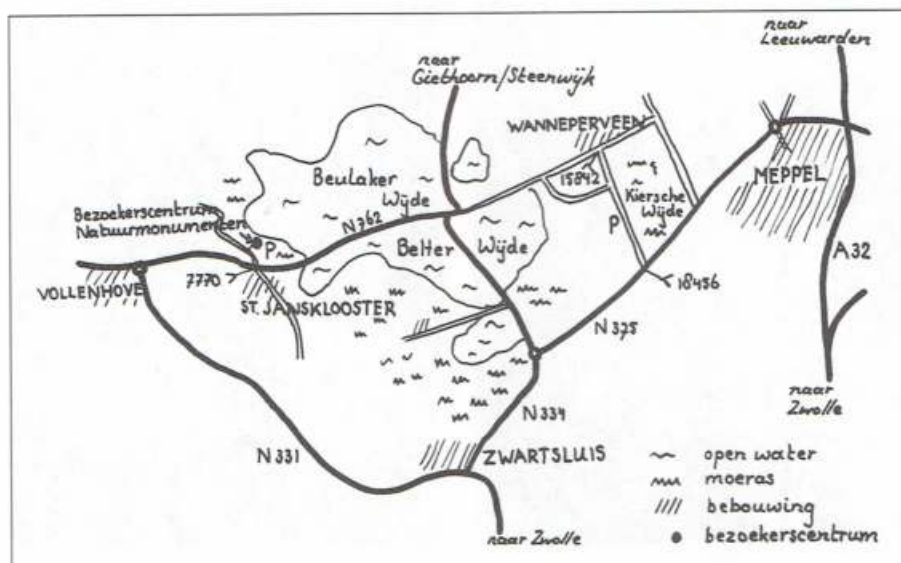 naar
Leeuwarden
naar
Giethoorn/Steenwijk
WANNEPERVEEN
15842
MEPPEL
Beulaker
Wijde
Kiersche
Wijde
P
Bezoekerscentrum
Natuurmonumenten
P
N762
Belter
Wijde
A32
7770
18456
VOLLENHOVE
ST. JANSKLOOSTER
N375
naar
Zwolle
N334
N331
ZWARTSLUIS
naar Zwolle
open water
moeras
bebouwing
bezoekerscentrum